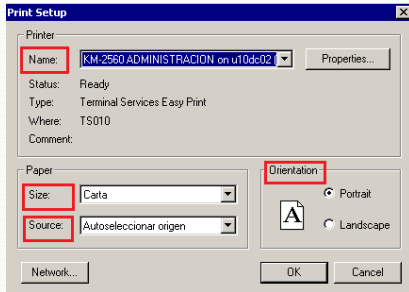 Print Setup
Printer
Name: KM-2560 ADMINISTRACION on u10dc02 Properties...
Status: Ready
Type: Terminal Services Easy Print
Where: TS010
Comment:
Paper
Size: Carta
Source: Autoseleccionar origen
Orientation
A
Portrait
Landscape
Network... OK Cancel